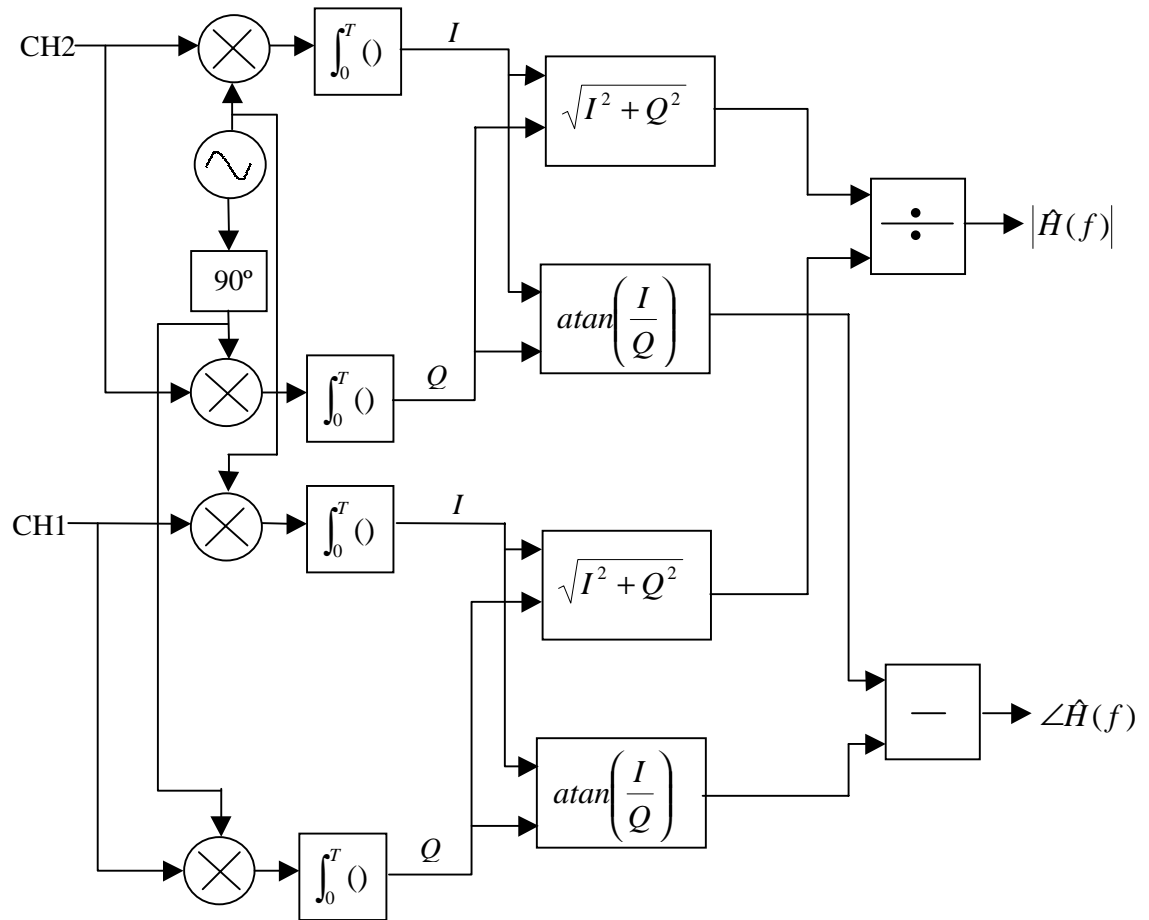 CH2
∫₀ᵀ ()
I
√(I² + Q²)
÷
|Ĥ(f)|
90º
atan(I/Q)
∫₀ᵀ ()
Q
CH1
∫₀ᵀ ()
I
√(I² + Q²)
—
∠Ĥ(f)
atan(I/Q)
∫₀ᵀ ()
Q